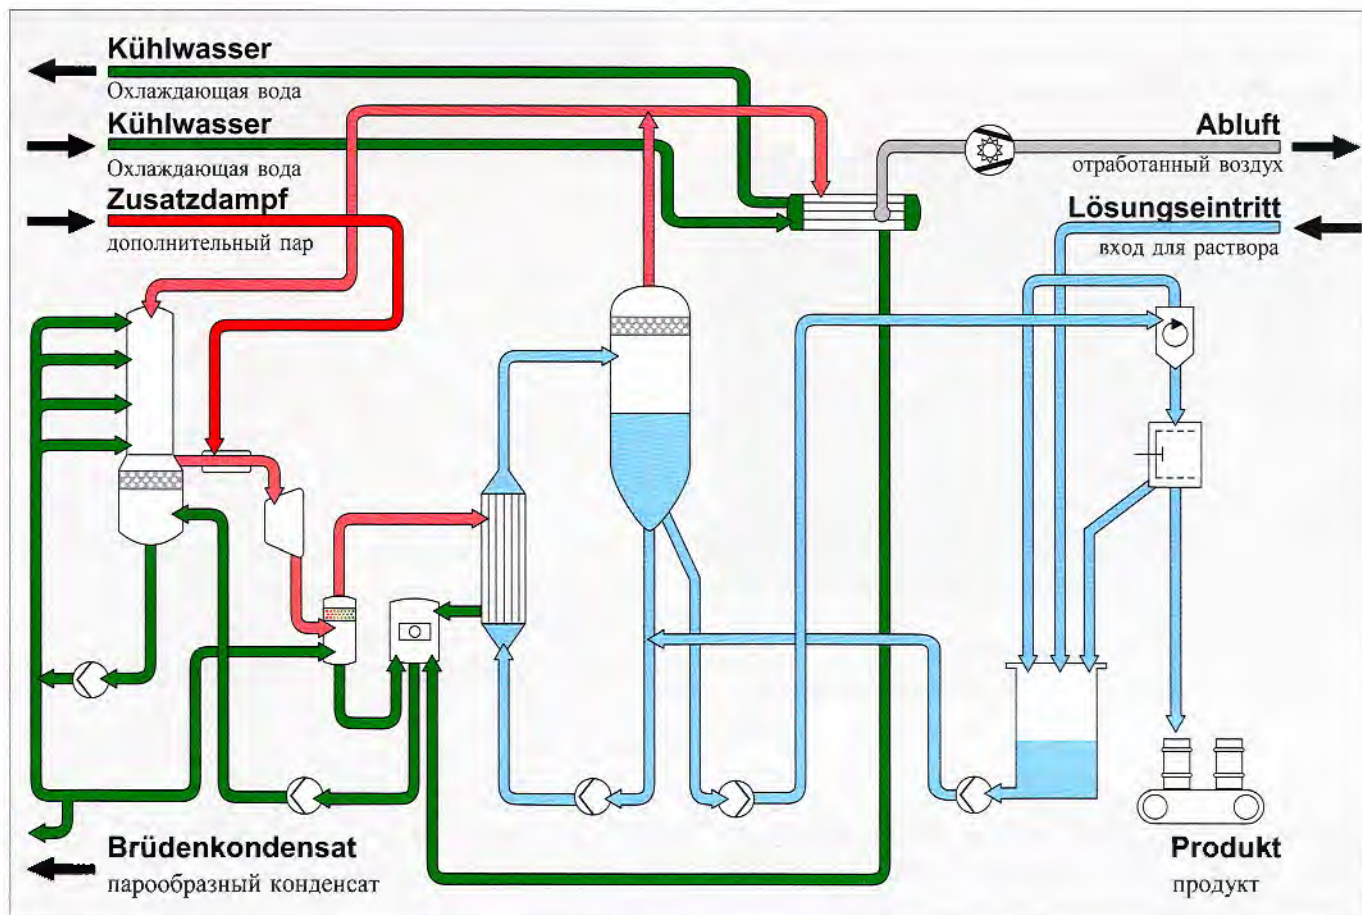 Kühlwasser
Охлаждающая вода
Kühlwasser
Охлаждающая вода
Zusatzdampf
дополнительный пар
Abluft
отработанный воздух
Lösungseintritt
вход для раствора
Brüdenkondensat
парообразный конденсат
Produkt
продукт